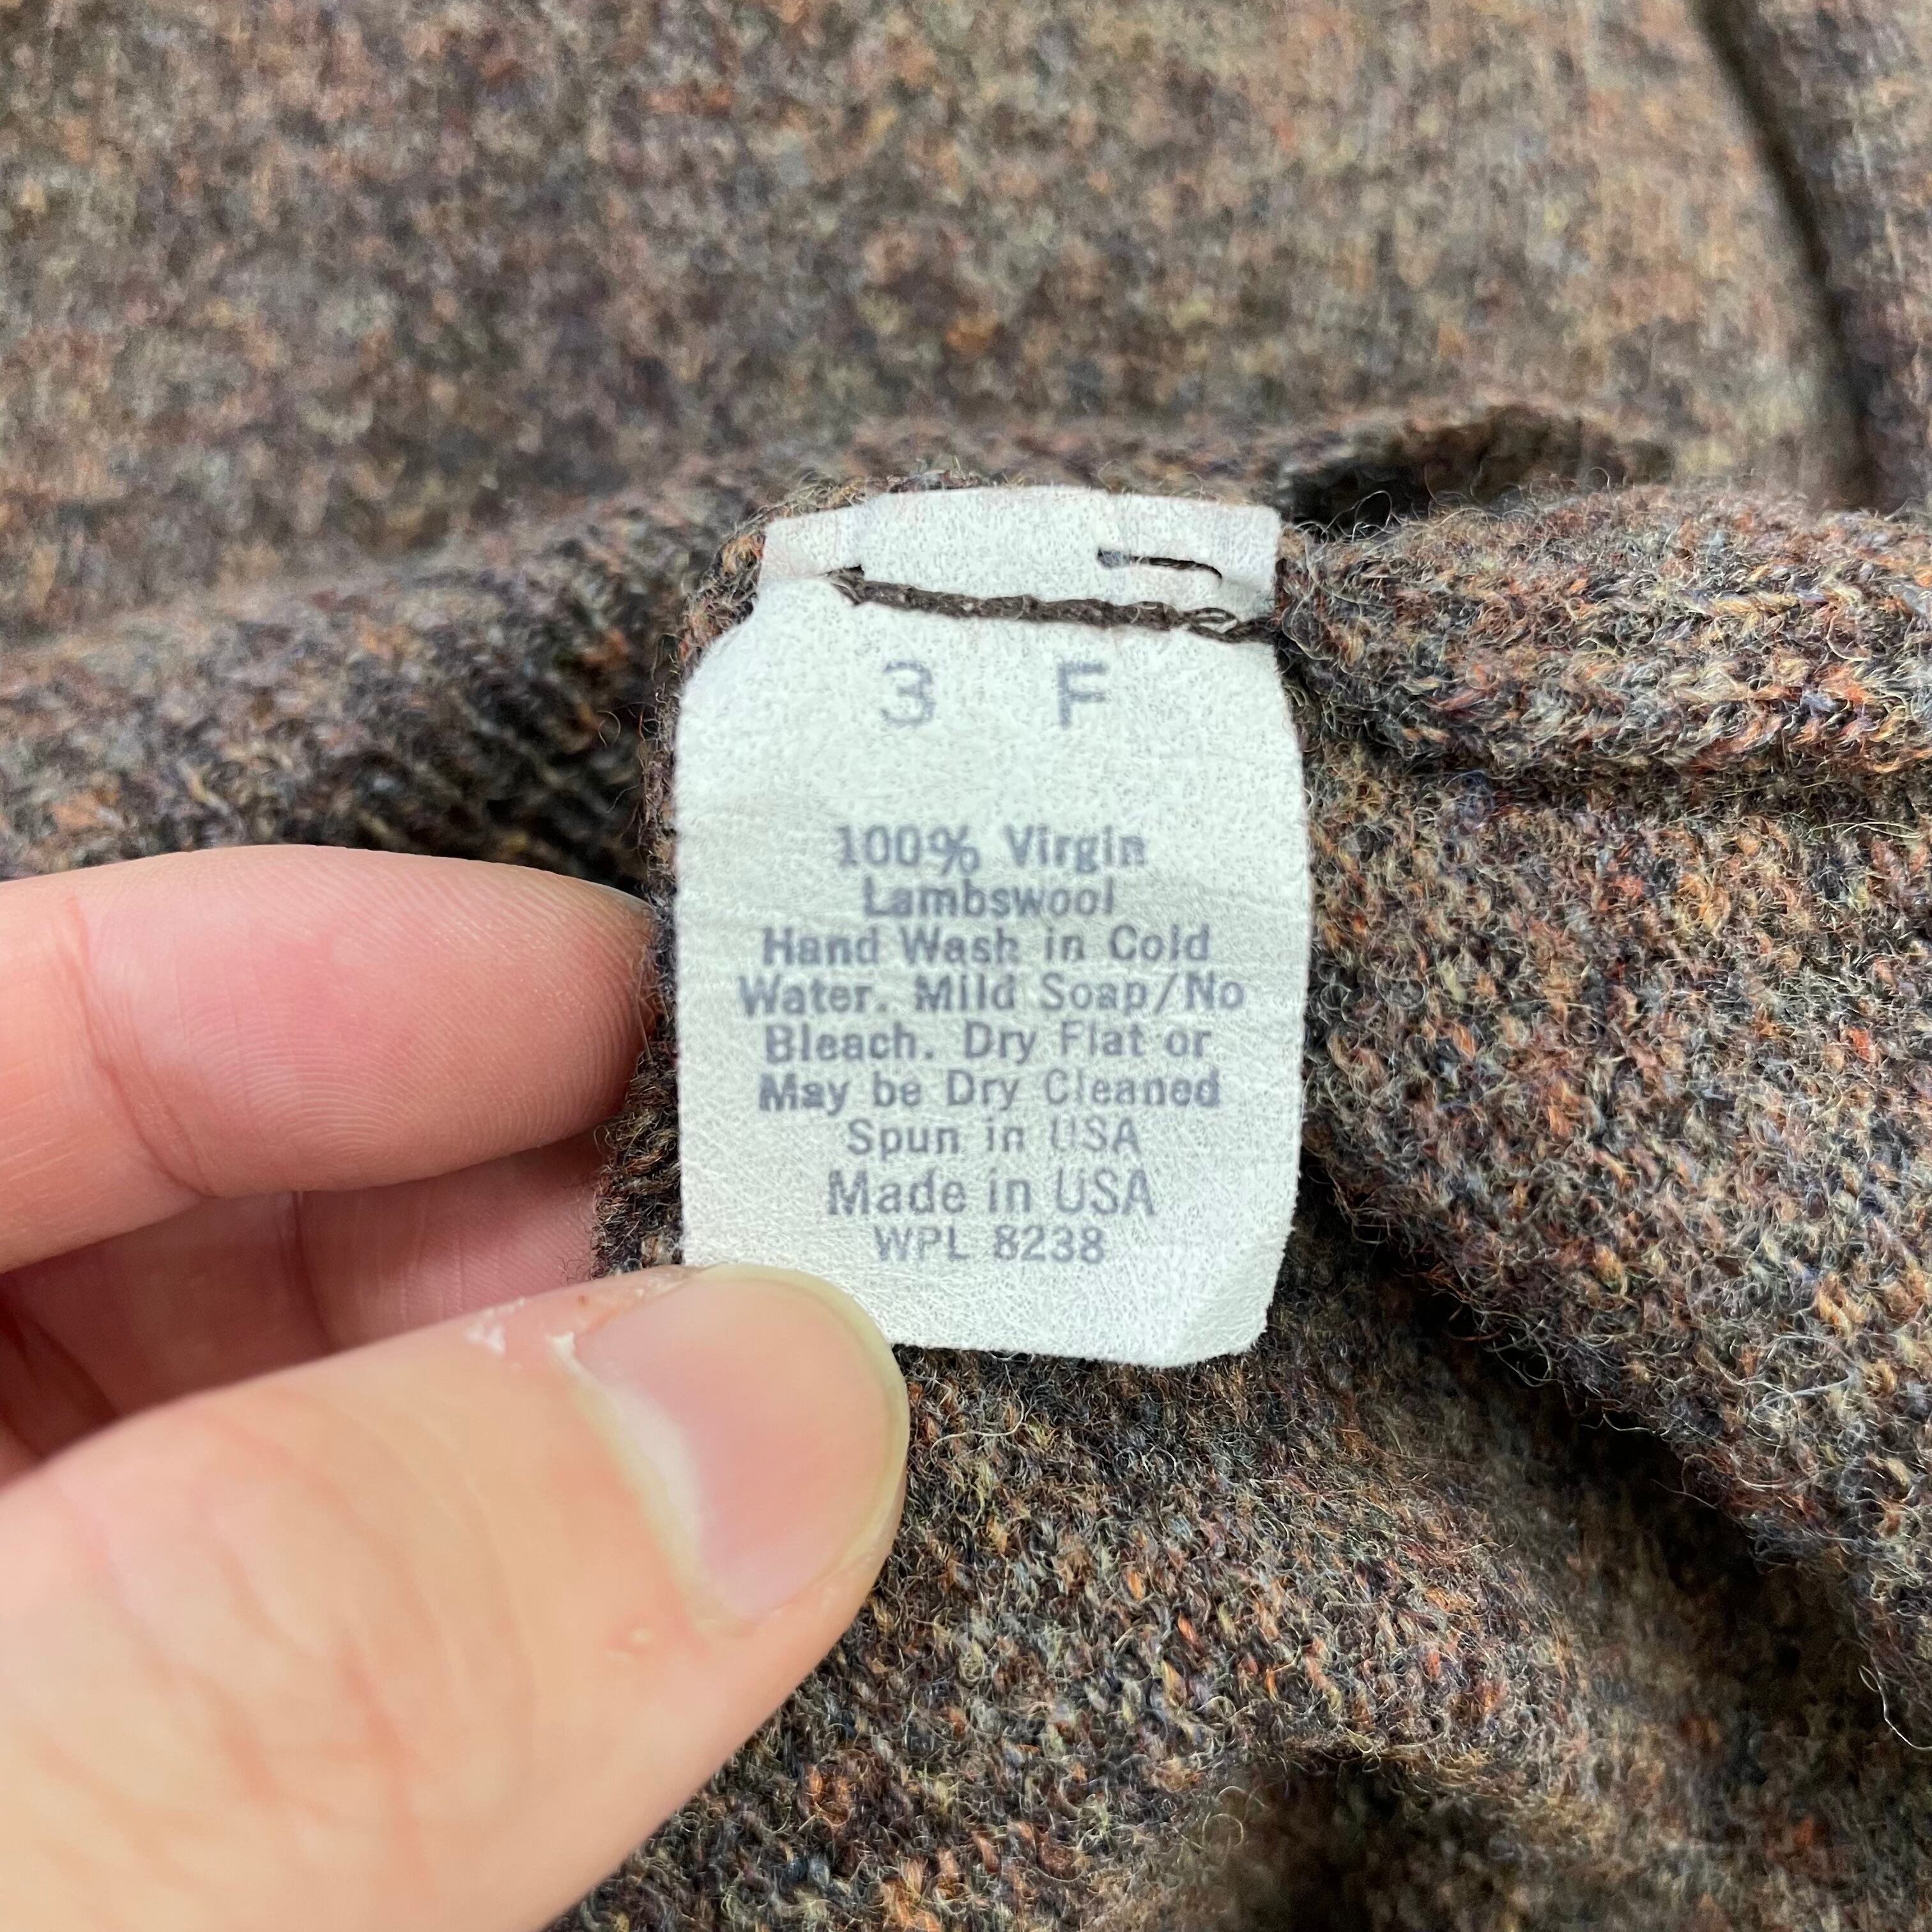 3 F
100% Virgin
Lambswool
Hand Wash in Cold
Water. Mild Soap/No
Bleach. Dry Flat or
May be Dry Cleaned
Spun in USA
Made in USA
WPL 8238